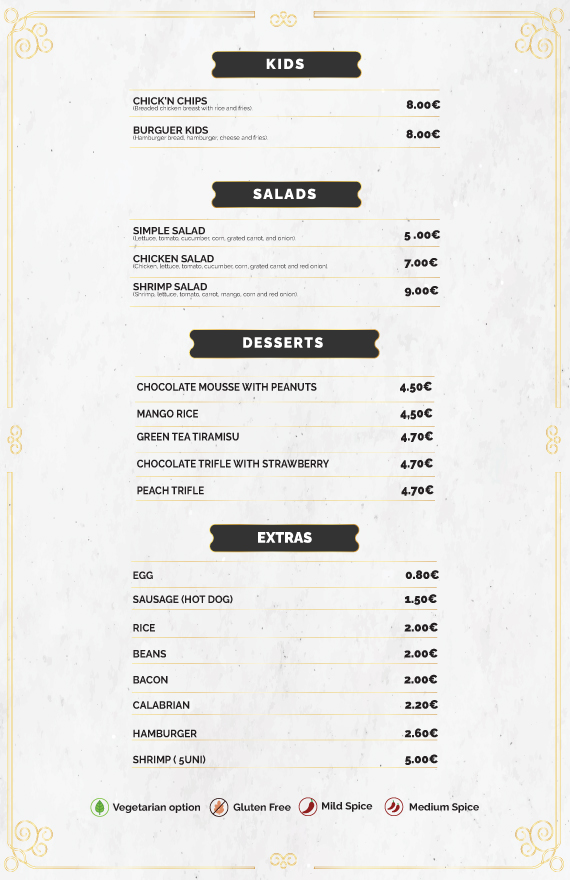 KIDS
CHICK'N CHIPS 8.00€
(Breaded chicken breast with rice and fries)
BURGUER KIDS 8.00€
(Hamburger bread, hamburger, cheese and fries)
SALADS
SIMPLE SALAD 5 .00€
(Lettuce, tomato, cucumber, corn, grated carrot, and onion)
CHICKEN SALAD 7.00€
(Chicken, lettuce, tomato, cucumber, corn, grated carrot and red onion)
SHRIMP SALAD 9.00€
(Shrimp, lettuce, tomato, carrot, mango, corn and red onion)
DESSERTS
CHOCOLATE MOUSSE WITH PEANUTS 4.50€
MANGO RICE 4,50€
GREEN TEA TIRAMISU 4.70€
CHOCOLATE TRIFLE WITH STRAWBERRY 4.70€
PEACH TRIFLE 4.70€
EXTRAS
EGG 0.80€
SAUSAGE (HOT DOG) 1.50€
RICE 2.00€
BEANS 2.00€
BACON 2.00€
CALABRIAN 2.20€
HAMBURGER 2.60€
SHRIMP ( 5UNI) 5.00€
Vegetarian option Gluten Free Mild Spice Medium Spice